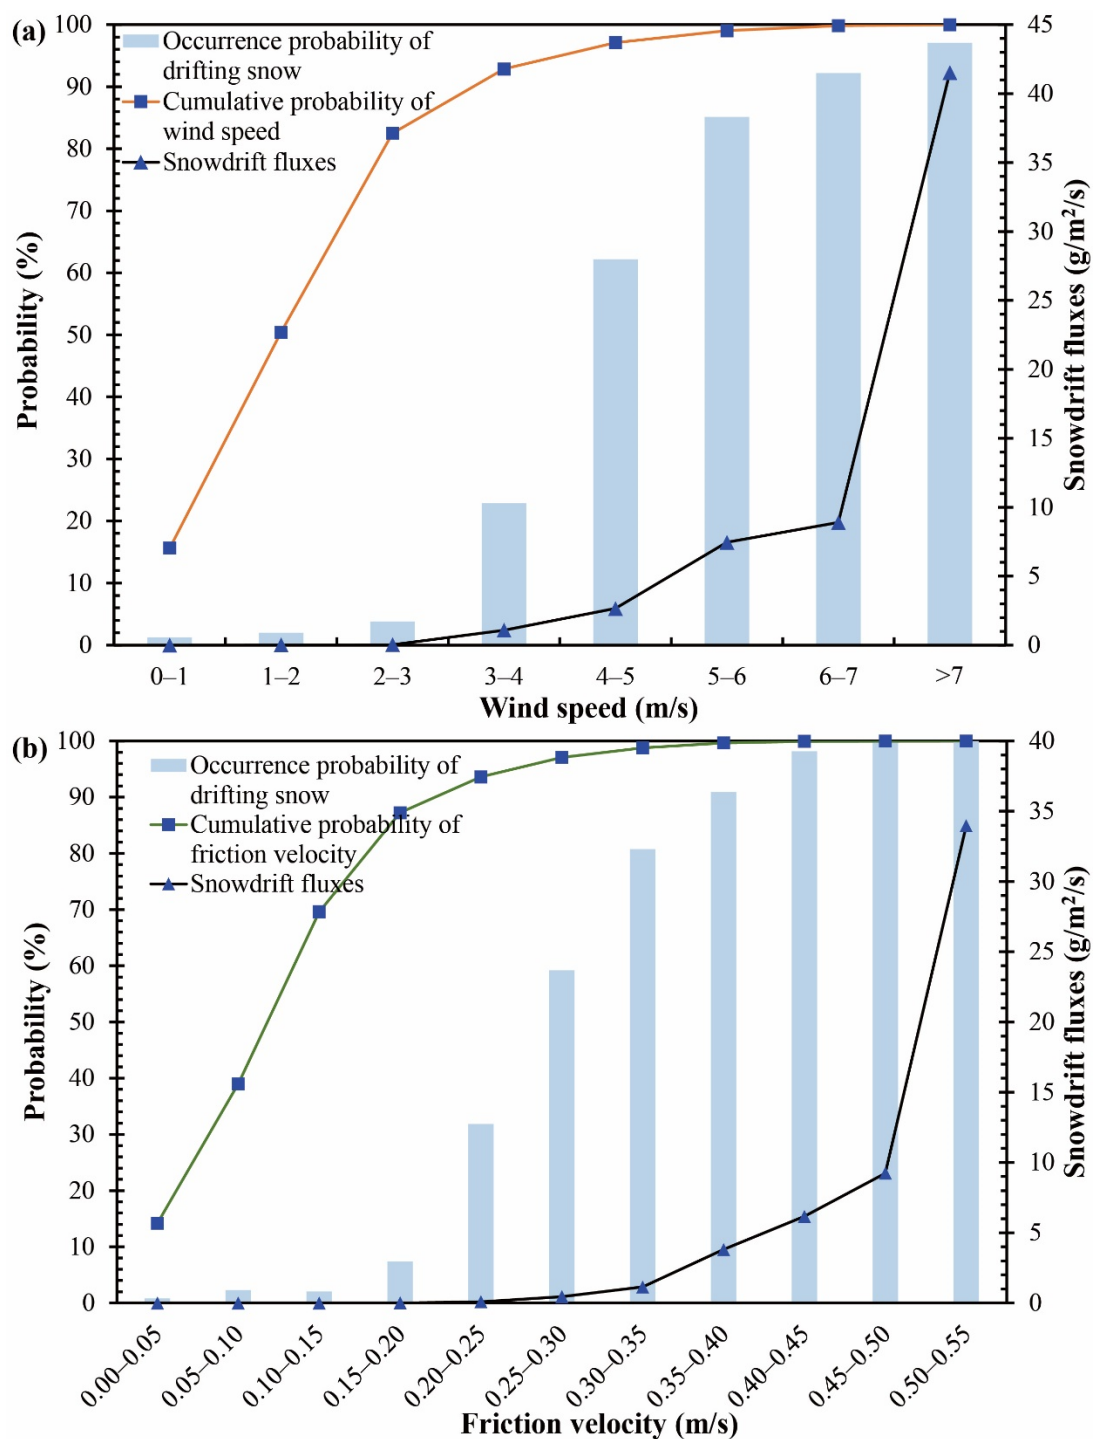 (a)
Occurrence probability of
drifting snow
Cumulative probability of
wind speed
Snowdrift fluxes
Probability (%)
100
90
80
70
60
50
40
30
20
10
0
45
40
35
30
25
20
15
10
5
0
Snowdrift fluxes (g/m²/s)
0–1 1–2 2–3 3–4 4–5 5–6 6–7 >7
Wind speed (m/s)
(b)
Occurrence probability of
drifting snow
Cumulative probability of
friction velocity
Snowdrift fluxes
Probability (%)
100
90
80
70
60
50
40
30
20
10
0
40
35
30
25
20
15
10
5
0
Snowdrift fluxes (g/m²/s)
0.00–0.05 0.05–0.10 0.10–0.15 0.15–0.20 0.20–0.25 0.25–0.30 0.30–0.35 0.35–0.40 0.40–0.45 0.45–0.50 0.50–0.55
Friction velocity (m/s)